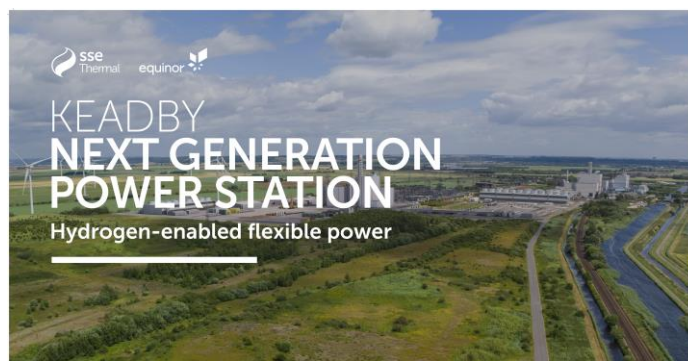 sse
Thermal
equinor
KEADBY
NEXT GENERATION
POWER STATION
Hydrogen-enabled flexible power